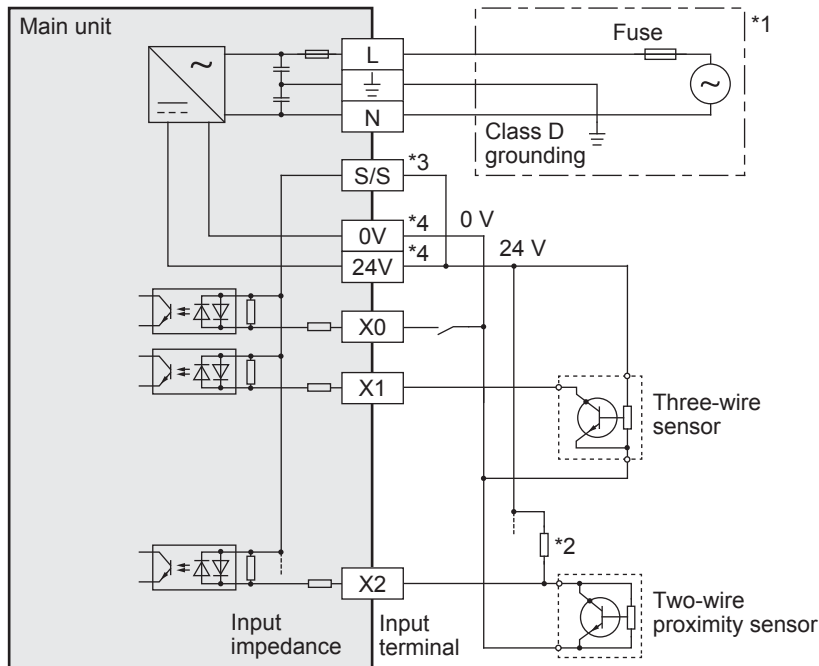 Main unit
Fuse
*1
L
N
Class D
grounding
S/S
*3
0V
*4
0 V
24V
*4
24 V
X0
X1
Three-wire
sensor
*2
X2
Input
impedance
Input
terminal
Two-wire
proximity sensor